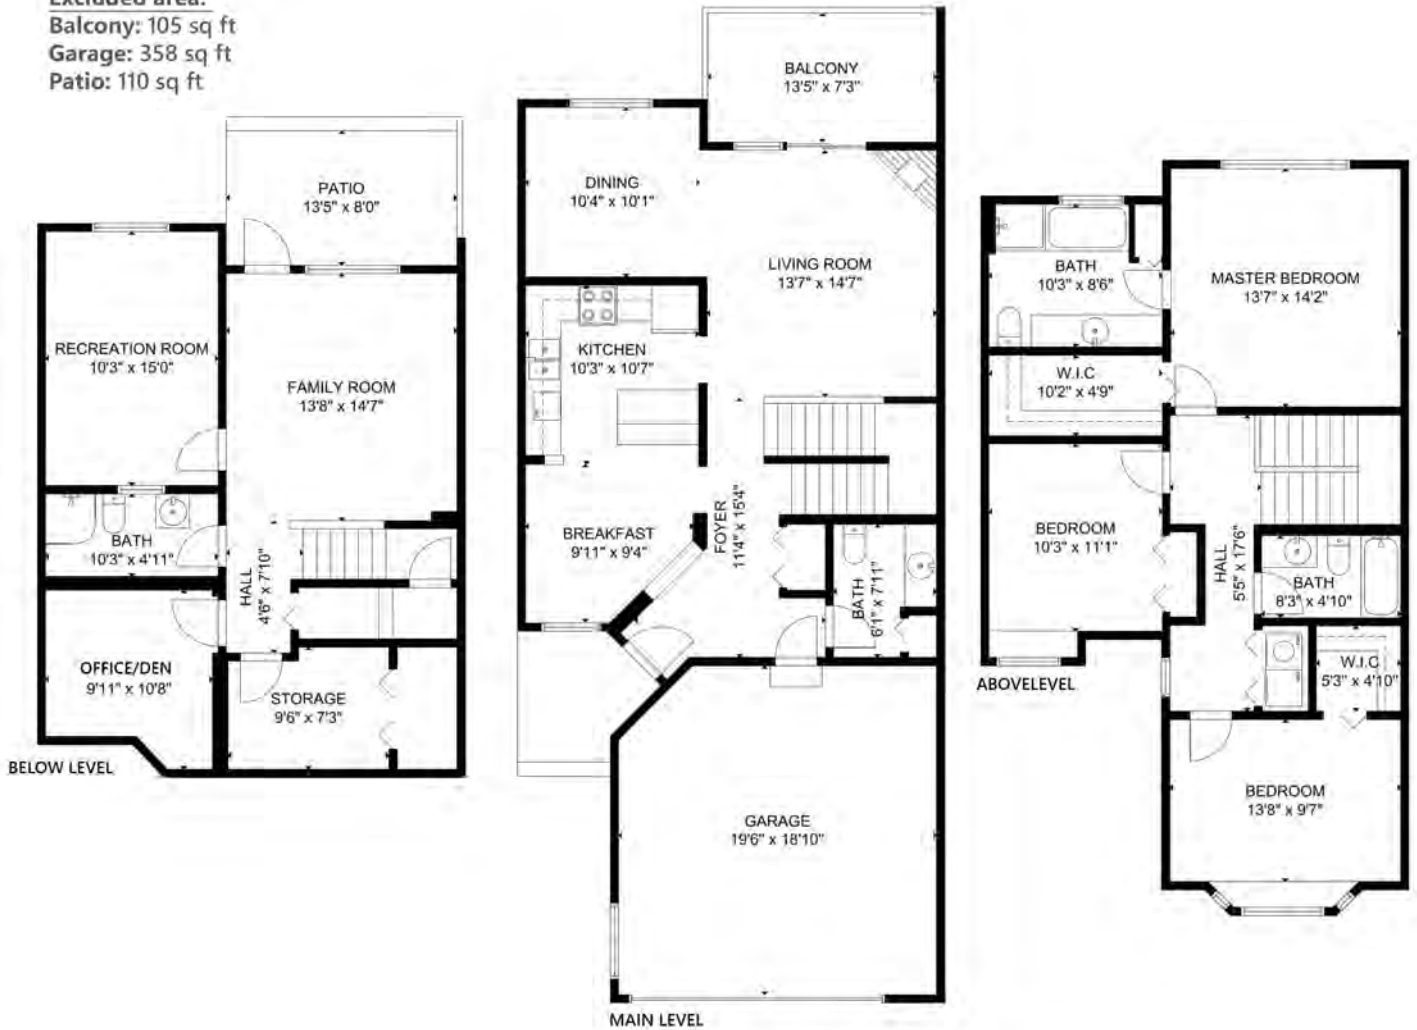 Excluded area:
Balcony: 105 sq ft
Garage: 358 sq ft
Patio: 110 sq ft
PATIO
13'5" x 8'0"
RECREATION ROOM
10'3" x 15'0"
FAMILY ROOM
13'8" x 14'7"
BATH
10'3" x 4'11"
HALL
4'6" x 7'10"
OFFICE/DEN
9'11" x 10'8"
STORAGE
9'6" x 7'3"
BELOW LEVEL
BALCONY
13'5" x 7'3"
DINING
10'4" x 10'1"
LIVING ROOM
13'7" x 14'7"
KITCHEN
10'3" x 10'7"
BREAKFAST
9'11" x 9'4"
FOYER
11'4" x 15'4"
BATH
6'1" x 7'11"
GARAGE
19'6" x 18'10"
MAIN LEVEL
BATH
10'3" x 8'6"
MASTER BEDROOM
13'7" x 14'2"
W.I.C
10'2" x 4'9"
BEDROOM
10'3" x 11'1"
HALL
5'5" x 17'6"
BATH
8'3" x 4'10"
W.I.C
5'3" x 4'10"
ABOVELEVEL
BEDROOM
13'8" x 9'7"